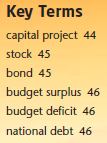 Key Terms
capital project 44
stock 45
bond 45
budget surplus 46
budget deficit 46
national debt 46